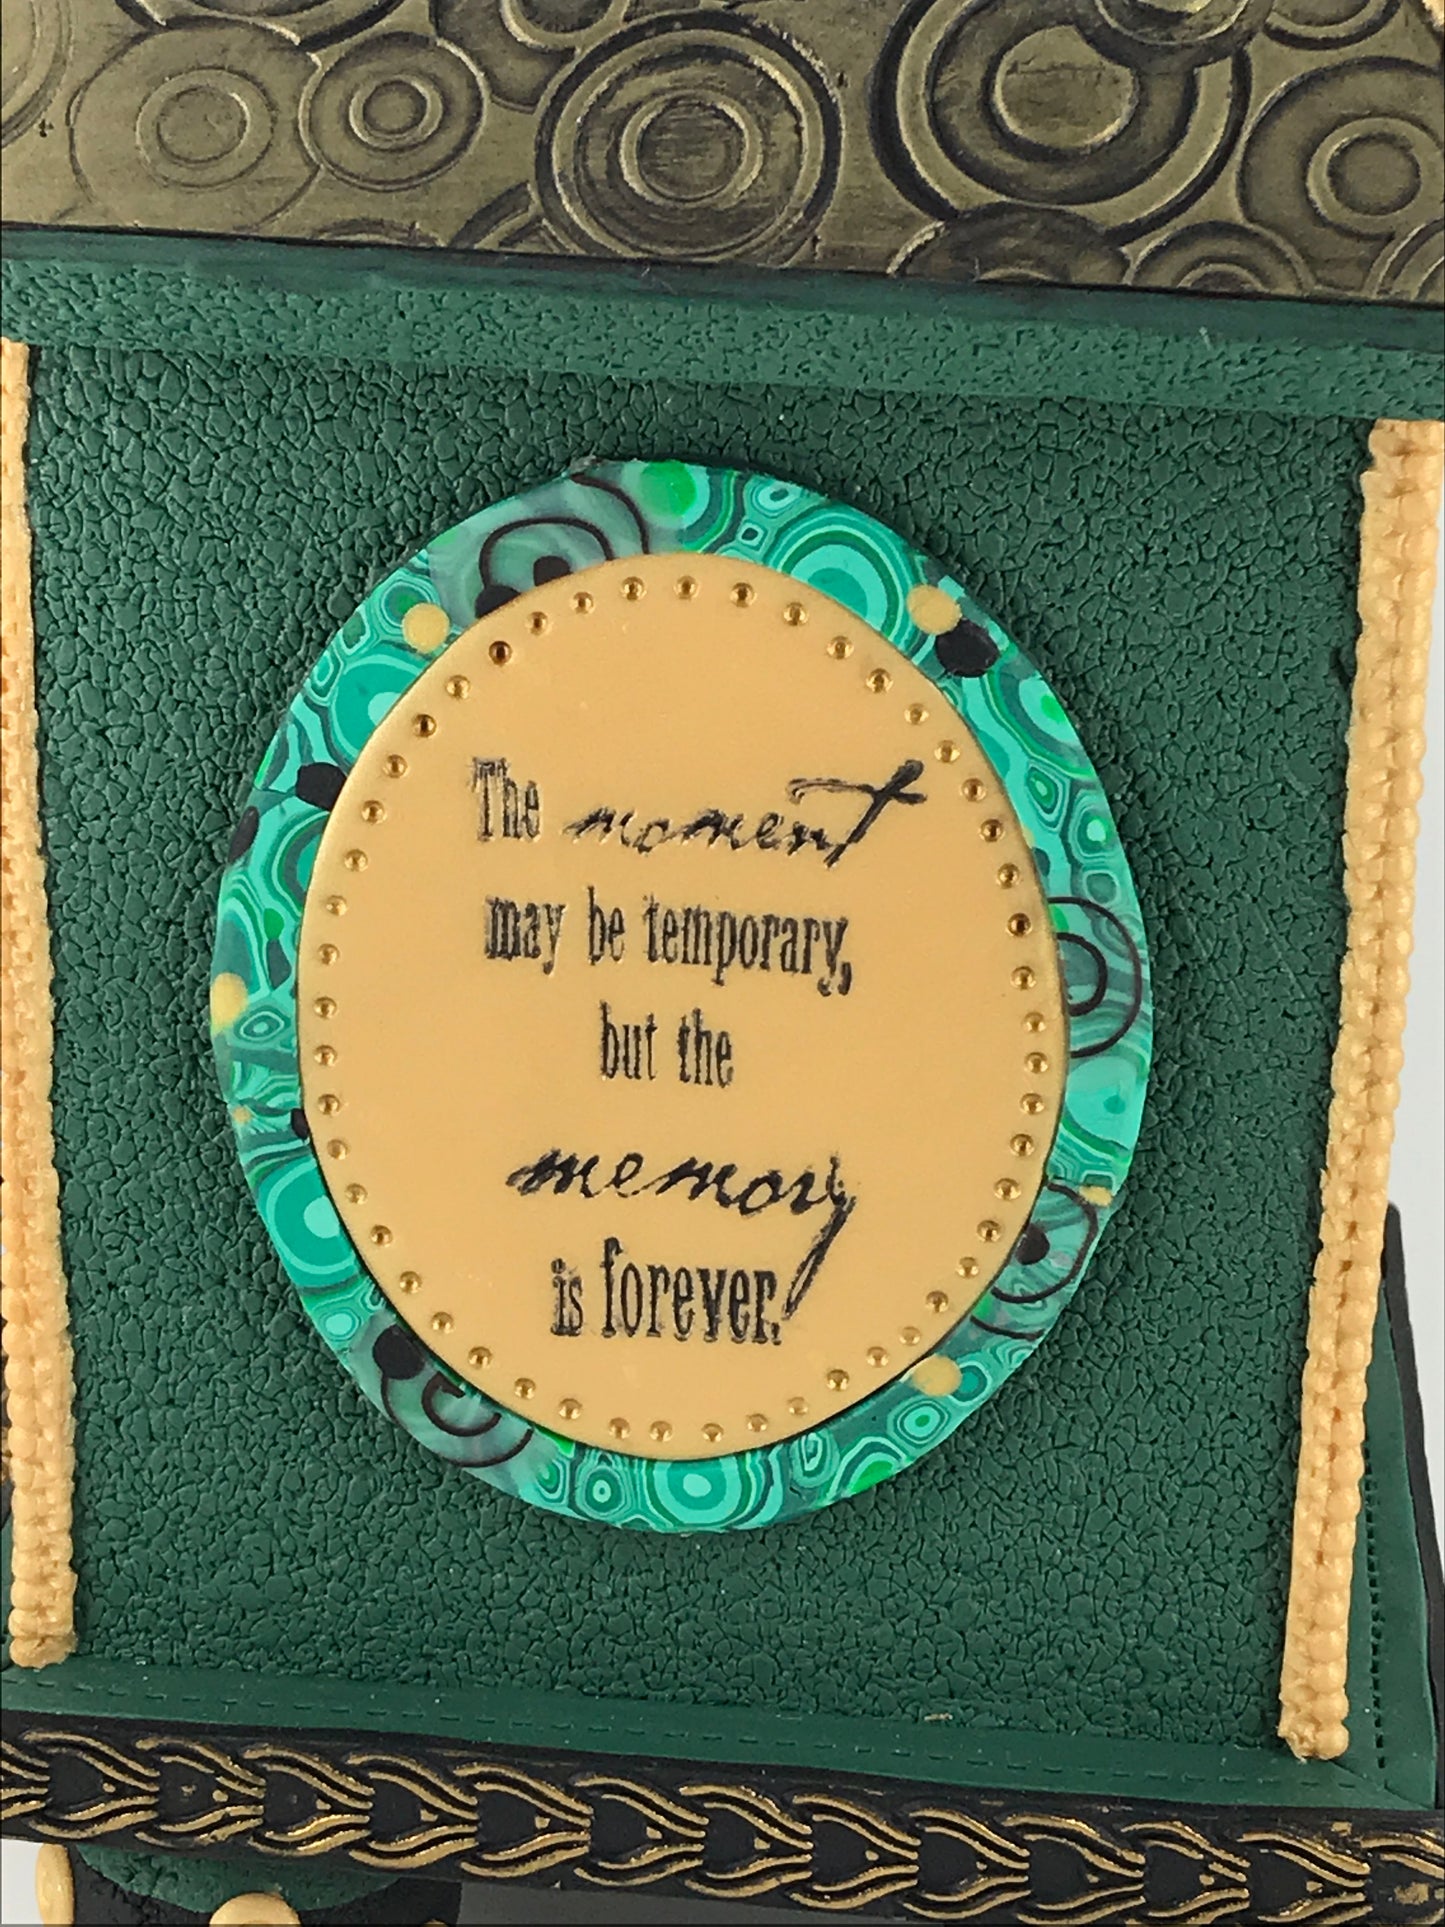 The moment
may be temporary,
but the
memory
is forever.